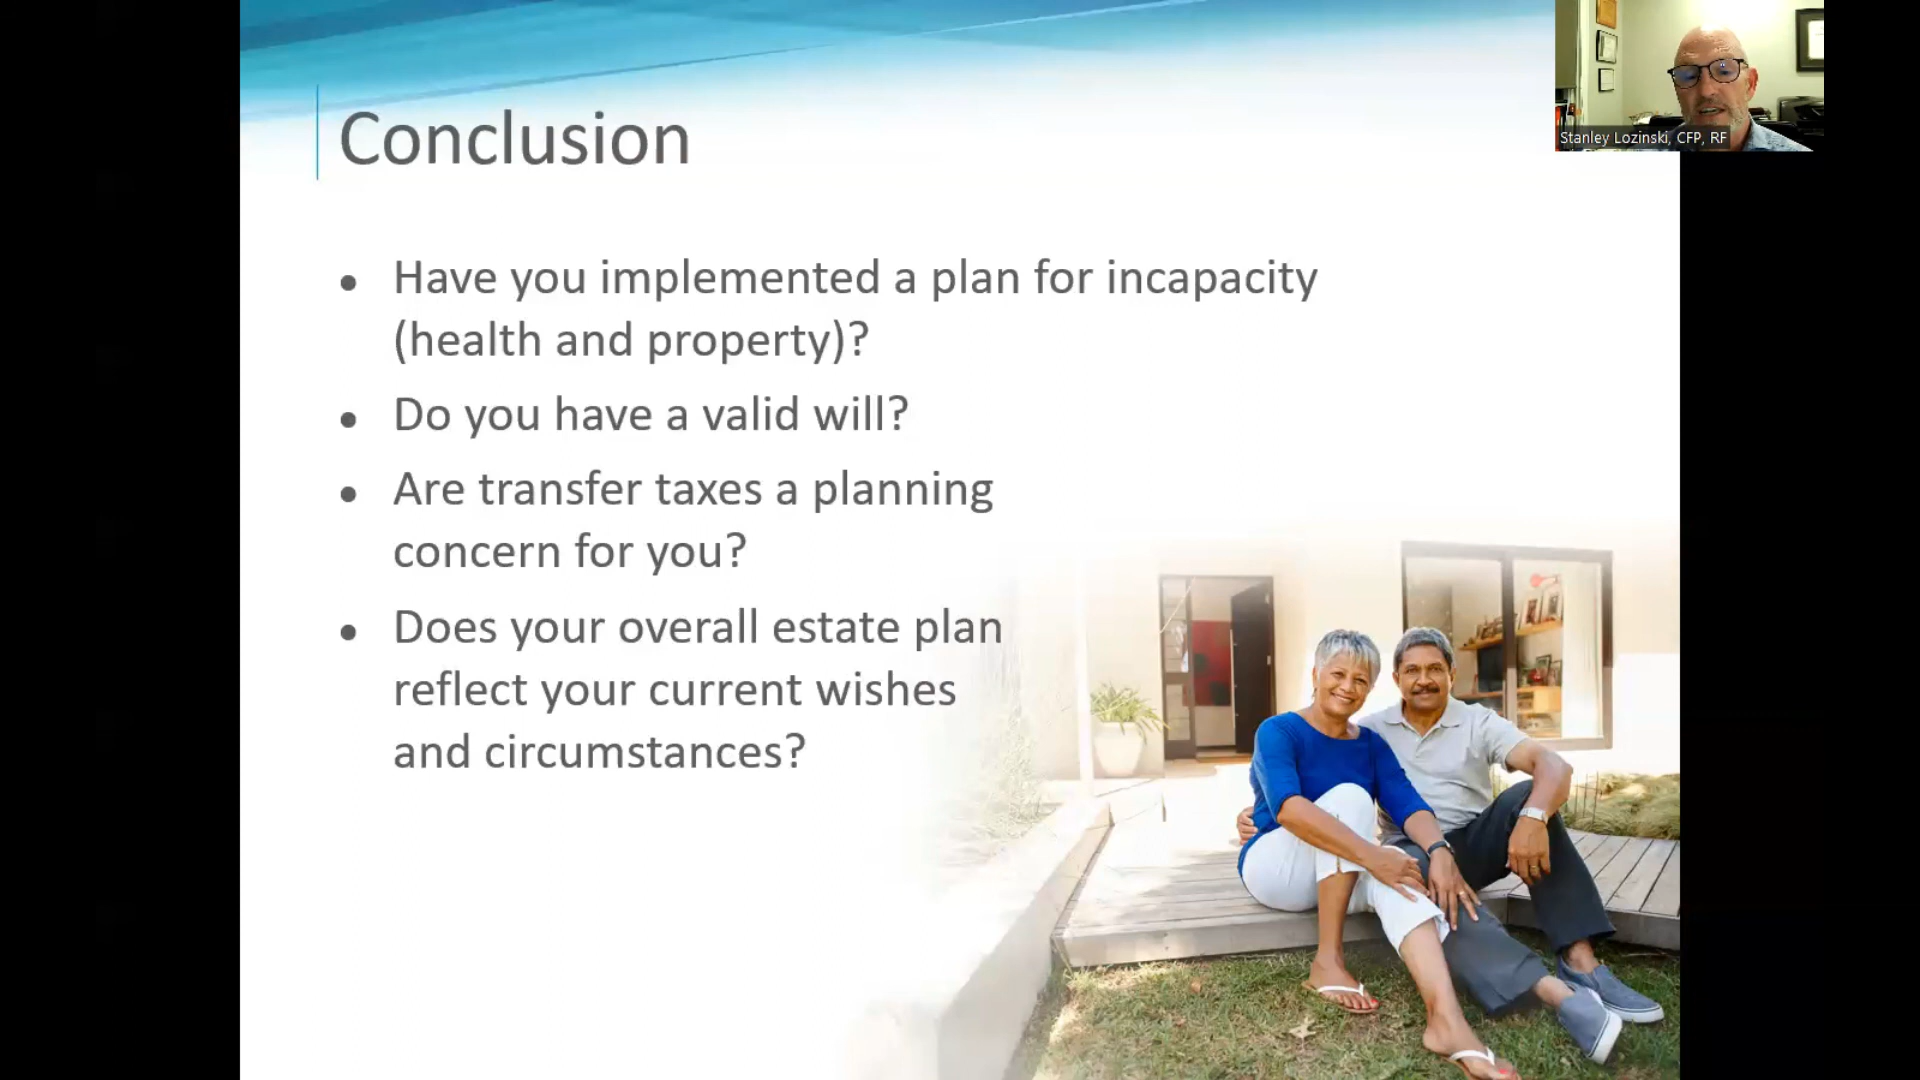 Stanley Lozinski, CFP, RF
Conclusion
• Have you implemented a plan for incapacity
(health and property)?
• Do you have a valid will?
• Are transfer taxes a planning
concern for you?
• Does your overall estate plan
reflect your current wishes
and circumstances?